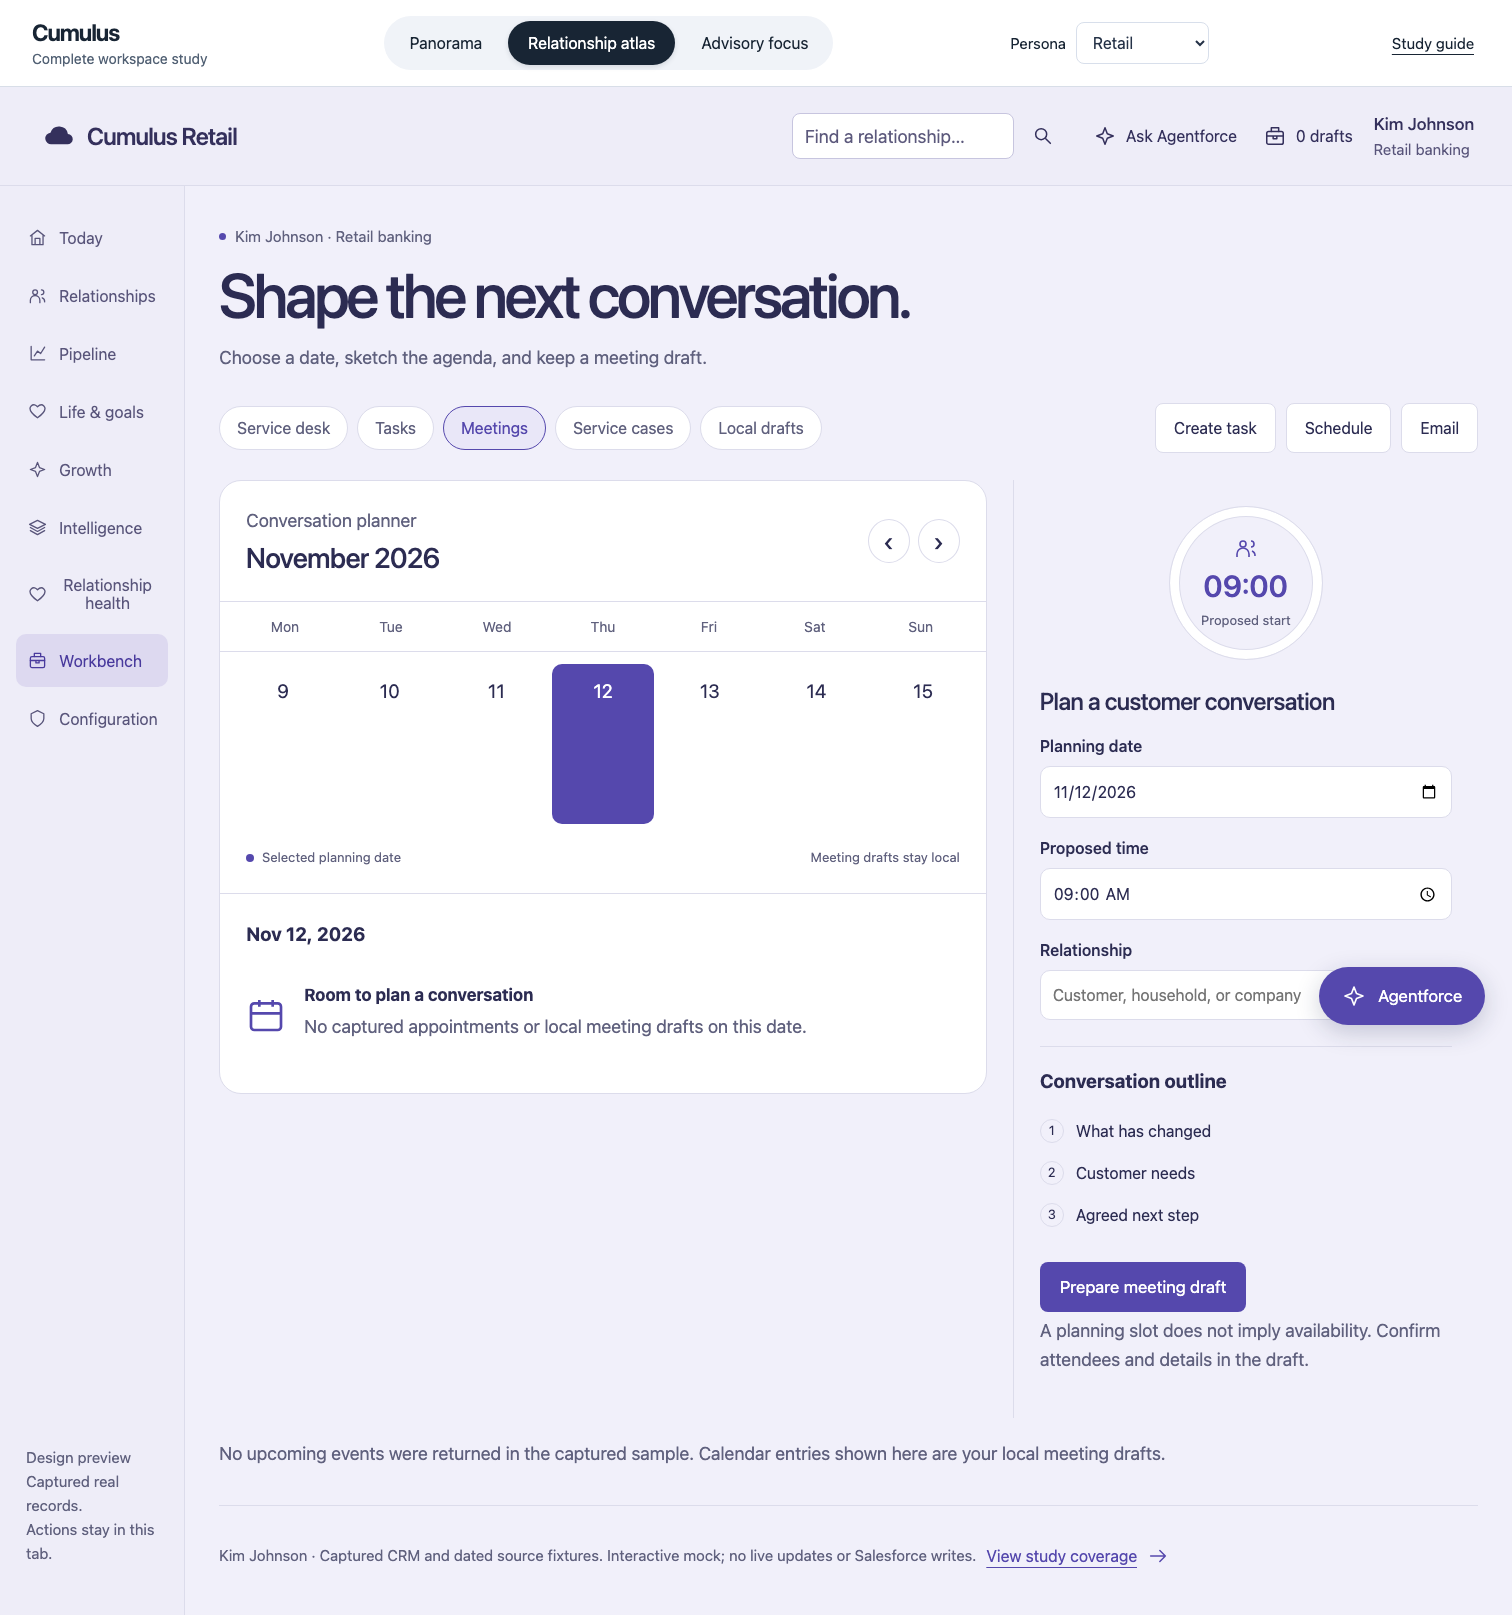 Cumulus
Complete workspace study
Panorama
Relationship atlas
Advisory focus
Persona
Retail
Study guide
Cumulus Retail
Find a relationship...
Ask Agentforce
0 drafts
Kim Johnson
Retail banking
Today
Relationships
Pipeline
Life & goals
Growth
Intelligence
Relationship
health
Workbench
Configuration
Design preview
Captured real
records.
Actions stay in this
tab.
Kim Johnson · Retail banking
Shape the next conversation.
Choose a date, sketch the agenda, and keep a meeting draft.
Service desk
Tasks
Meetings
Service cases
Local drafts
Create task
Schedule
Email
Conversation planner
November 2026
‹ ›
Mon Tue Wed Thu Fri Sat Sun
9 10 11 12 13 14 15
Selected planning date
Meeting drafts stay local
Nov 12, 2026
Room to plan a conversation
No captured appointments or local meeting drafts on this date.
09:00
Proposed start
Plan a customer conversation
Planning date
11/12/2026
Proposed time
09:00 AM
Relationship
Customer, household, or company
Agentforce
Conversation outline
1 What has changed
2 Customer needs
3 Agreed next step
Prepare meeting draft
A planning slot does not imply availability. Confirm
attendees and details in the draft.
No upcoming events were returned in the captured sample. Calendar entries shown here are your local meeting drafts.
Kim Johnson · Captured CRM and dated source fixtures. Interactive mock; no live updates or Salesforce writes. View study coverage →